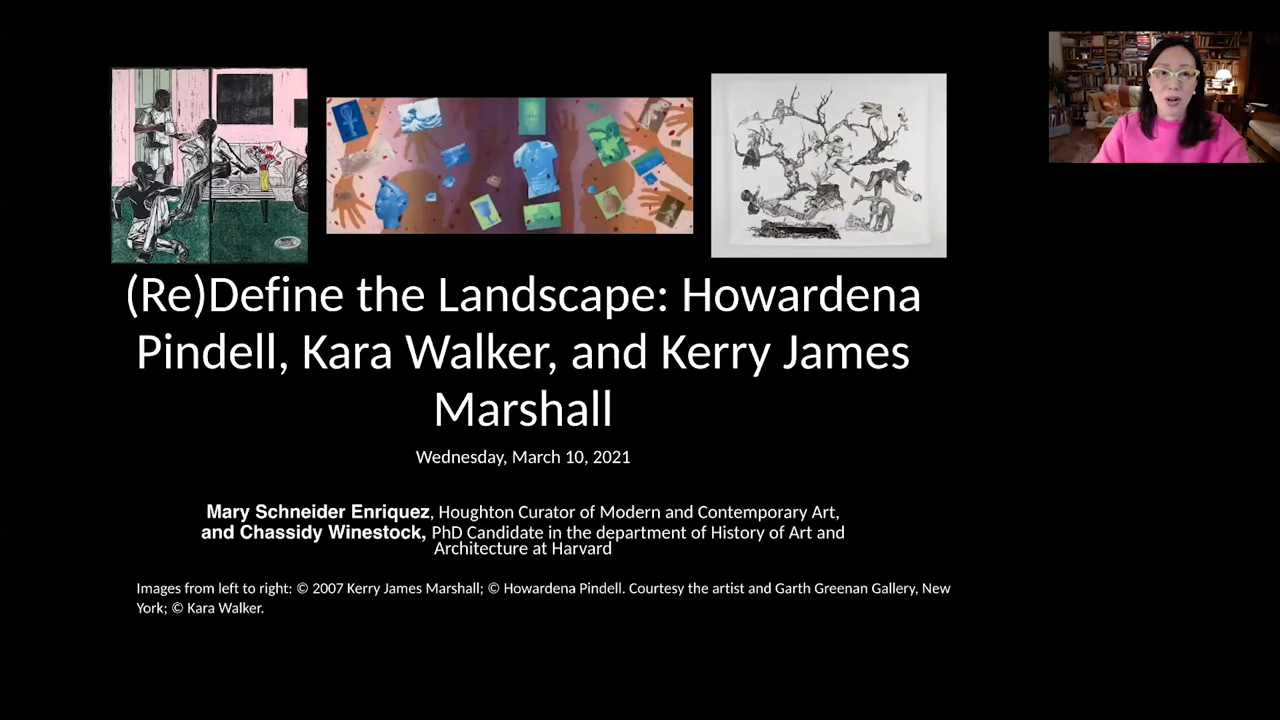 (Re)Define the Landscape: Howardena
Pindell, Kara Walker, and Kerry James
Marshall
Wednesday, March 10, 2021
Mary Schneider Enriquez, Houghton Curator of Modern and Contemporary Art,
and Chassidy Winestock, PhD Candidate in the department of History of Art and
Architecture at Harvard
Images from left to right: © 2007 Kerry James Marshall; © Howardena Pindell. Courtesy the artist and Garth Greenan Gallery, New
York; © Kara Walker.